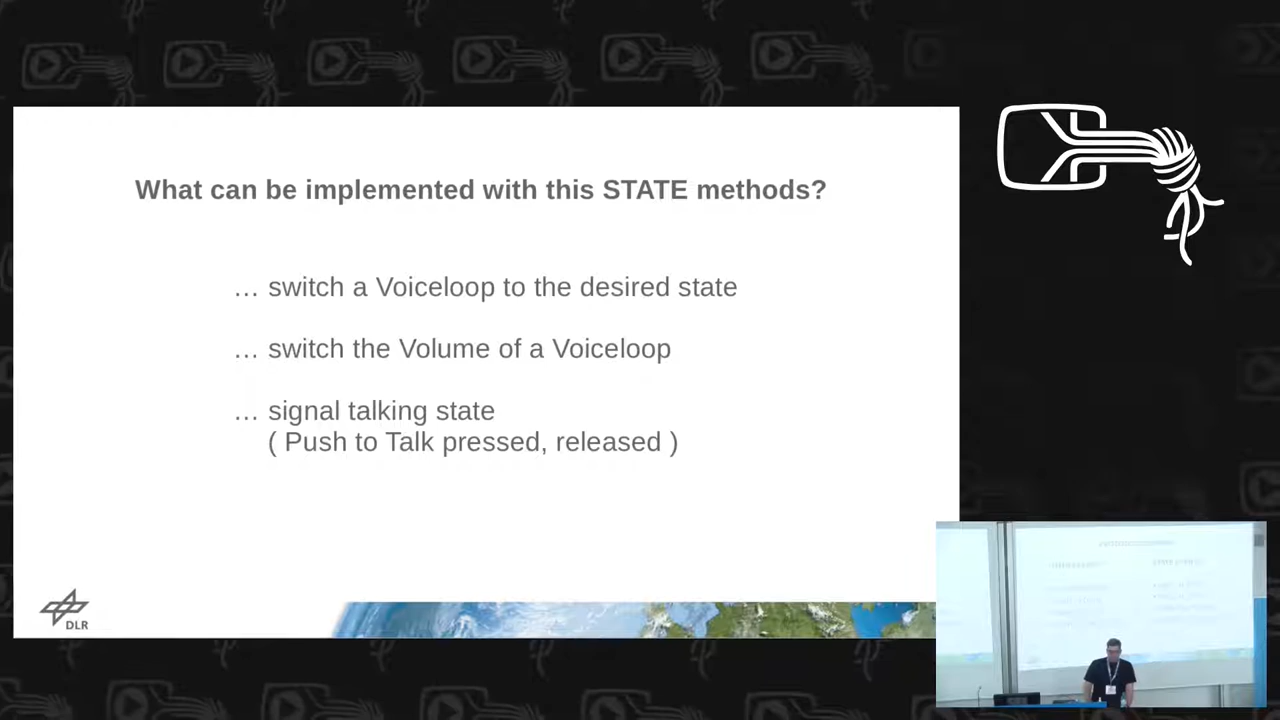 What can be implemented with this STATE methods?
… switch a Voiceloop to the desired state
… switch the Volume of a Voiceloop
… signal talking state
( Push to Talk pressed, released )
DLR